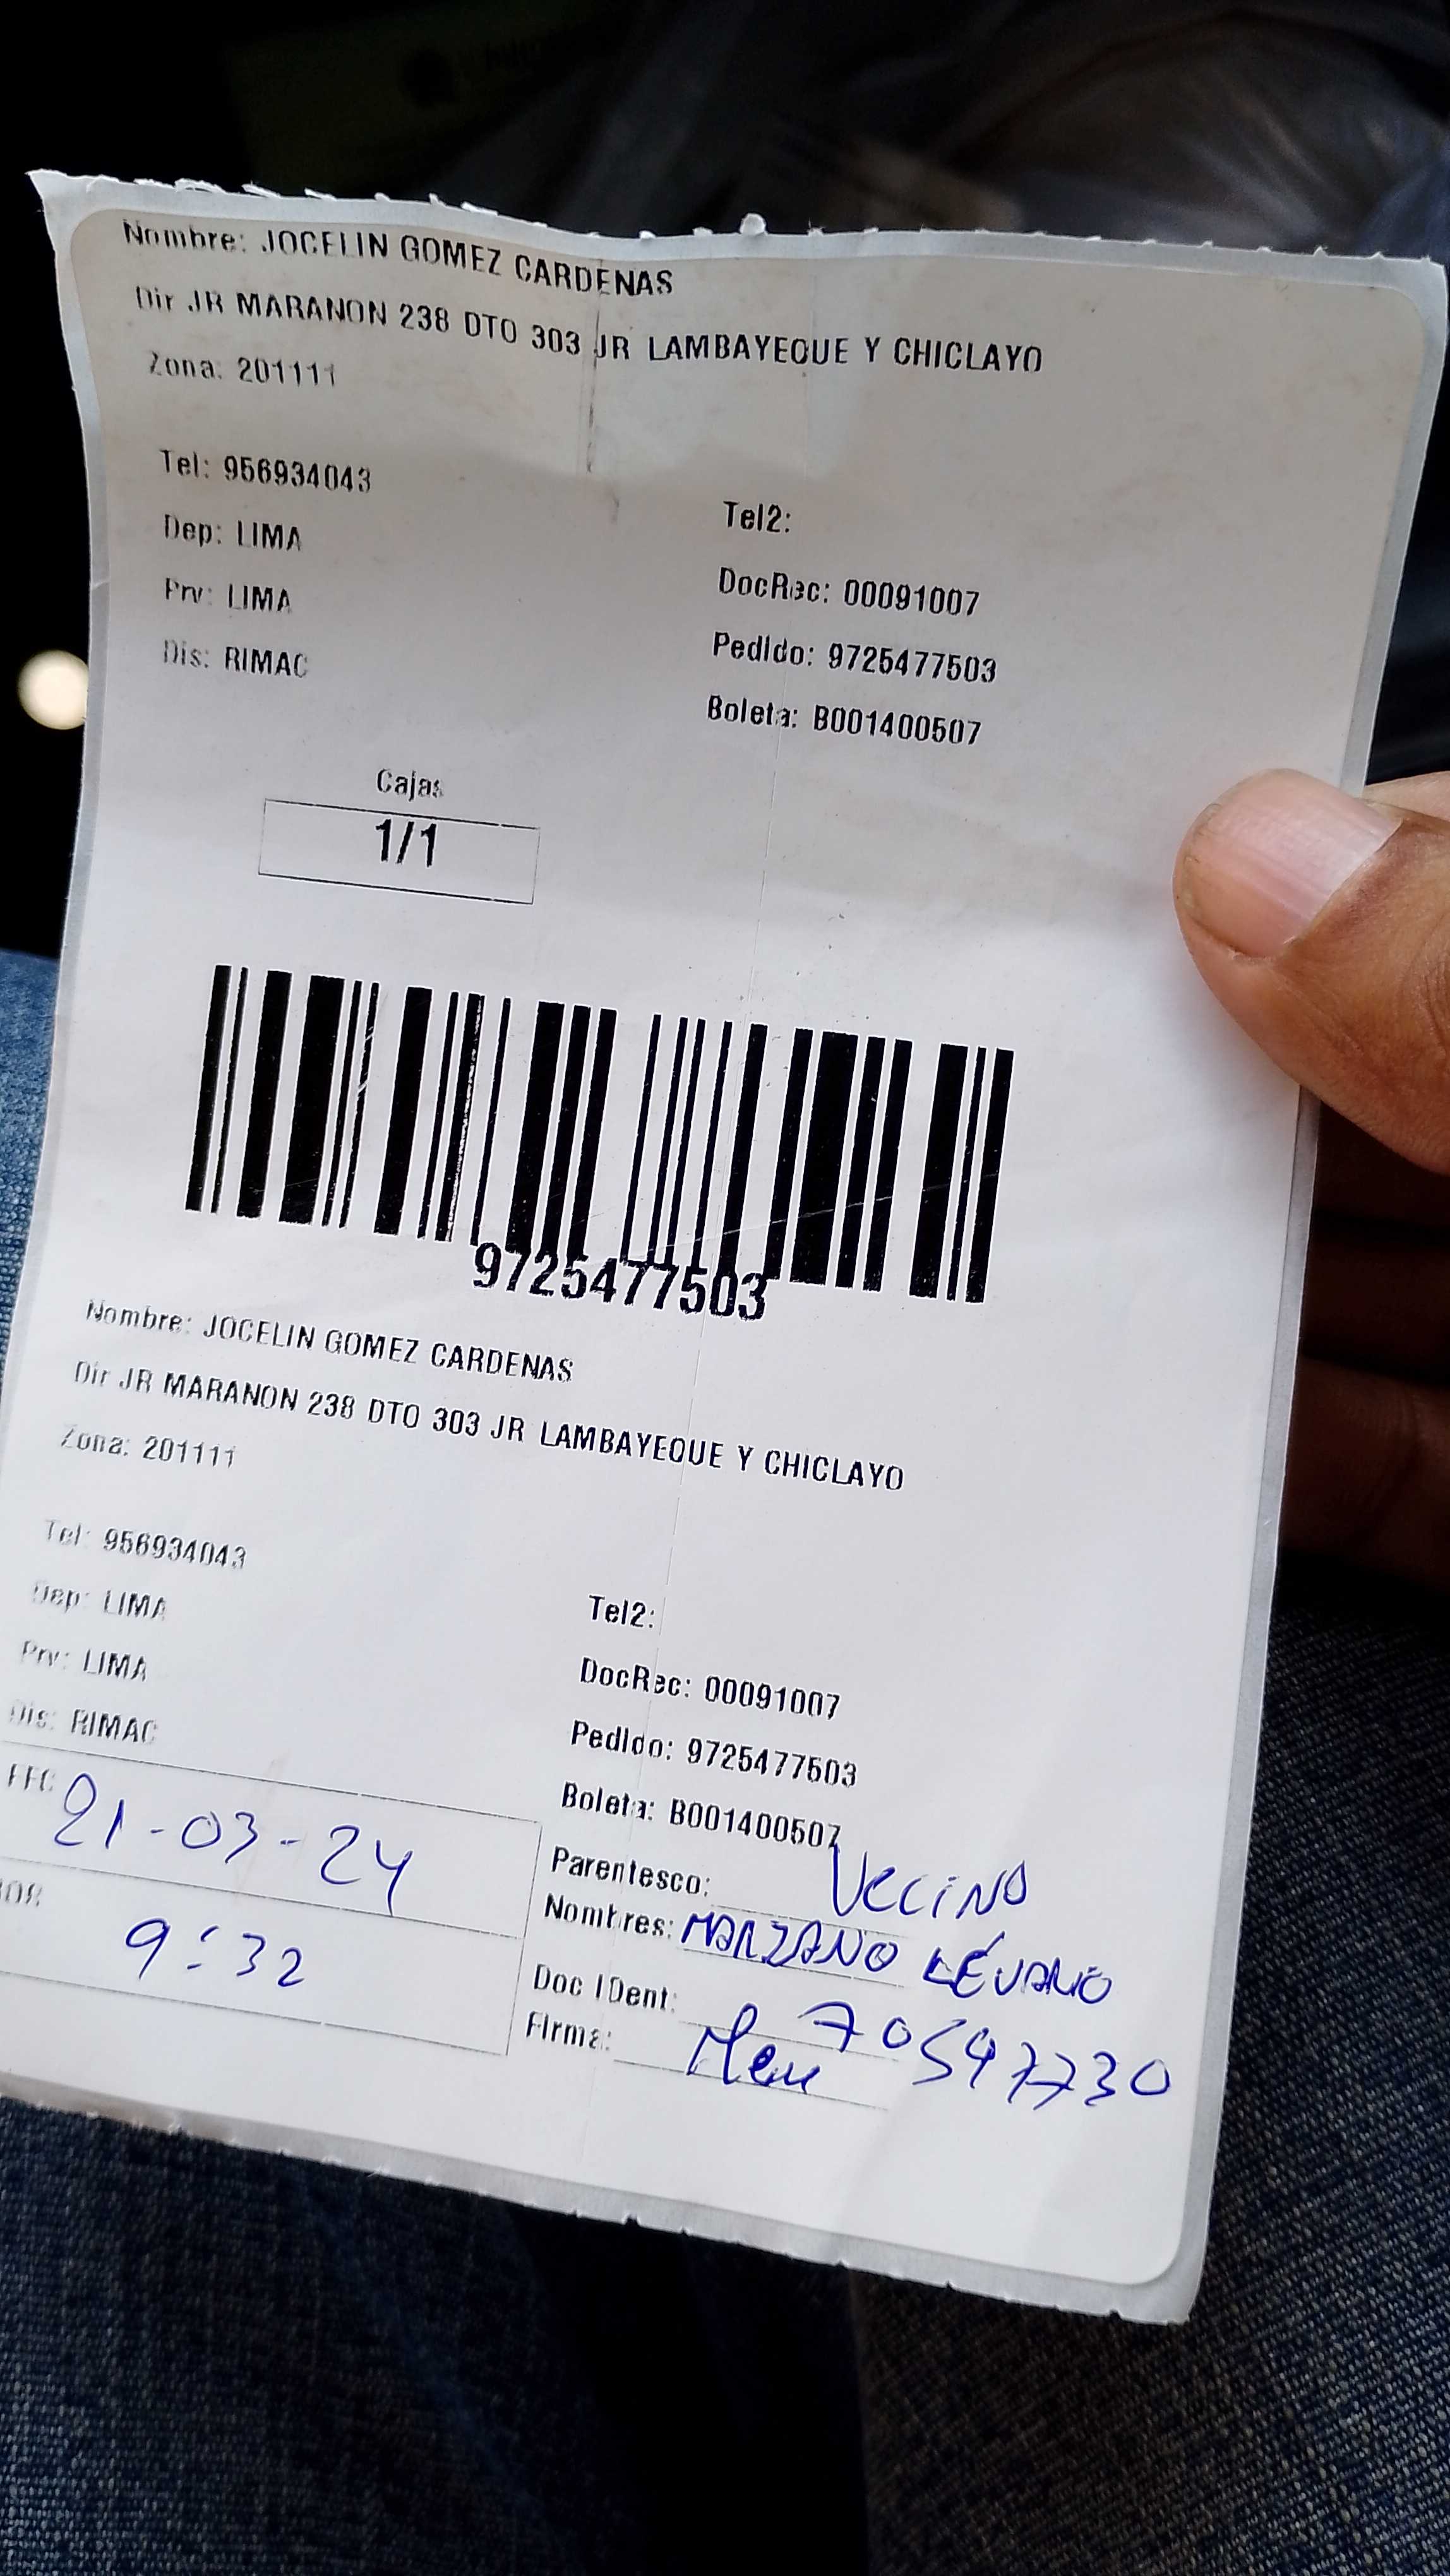 Nombre: JOCELIN GOMEZ CARDENAS
Dir JR MARANON 238 DTO 303 JR LAMBAYEQUE Y CHICLAYO
Zona: 201111
Tel: 956934043
Tel2:
Dep: LIMA
DocRec: 00091007
Prv: LIMA
Pedido: 9725477503
Dis: RIMAC
Boleta: B001400507
Cajas
1/1
9725477503
Nombre: JOCELIN GOMEZ CARDENAS
Dir JR MARANON 238 DTO 303 JR LAMBAYEQUE Y CHICLAYO
Zona: 201111
Tel: 956934043
Tel2:
Dep: LIMA
DocRec: 00091007
Prv: LIMA
Pedido: 9725477503
Dis: RIMAC
Boleta: B001400507
21-03-24
Parentesco: Vecino
Nombres: MANZANO LÉVANO
9:32
Doc IDent: 70547730
Firma: